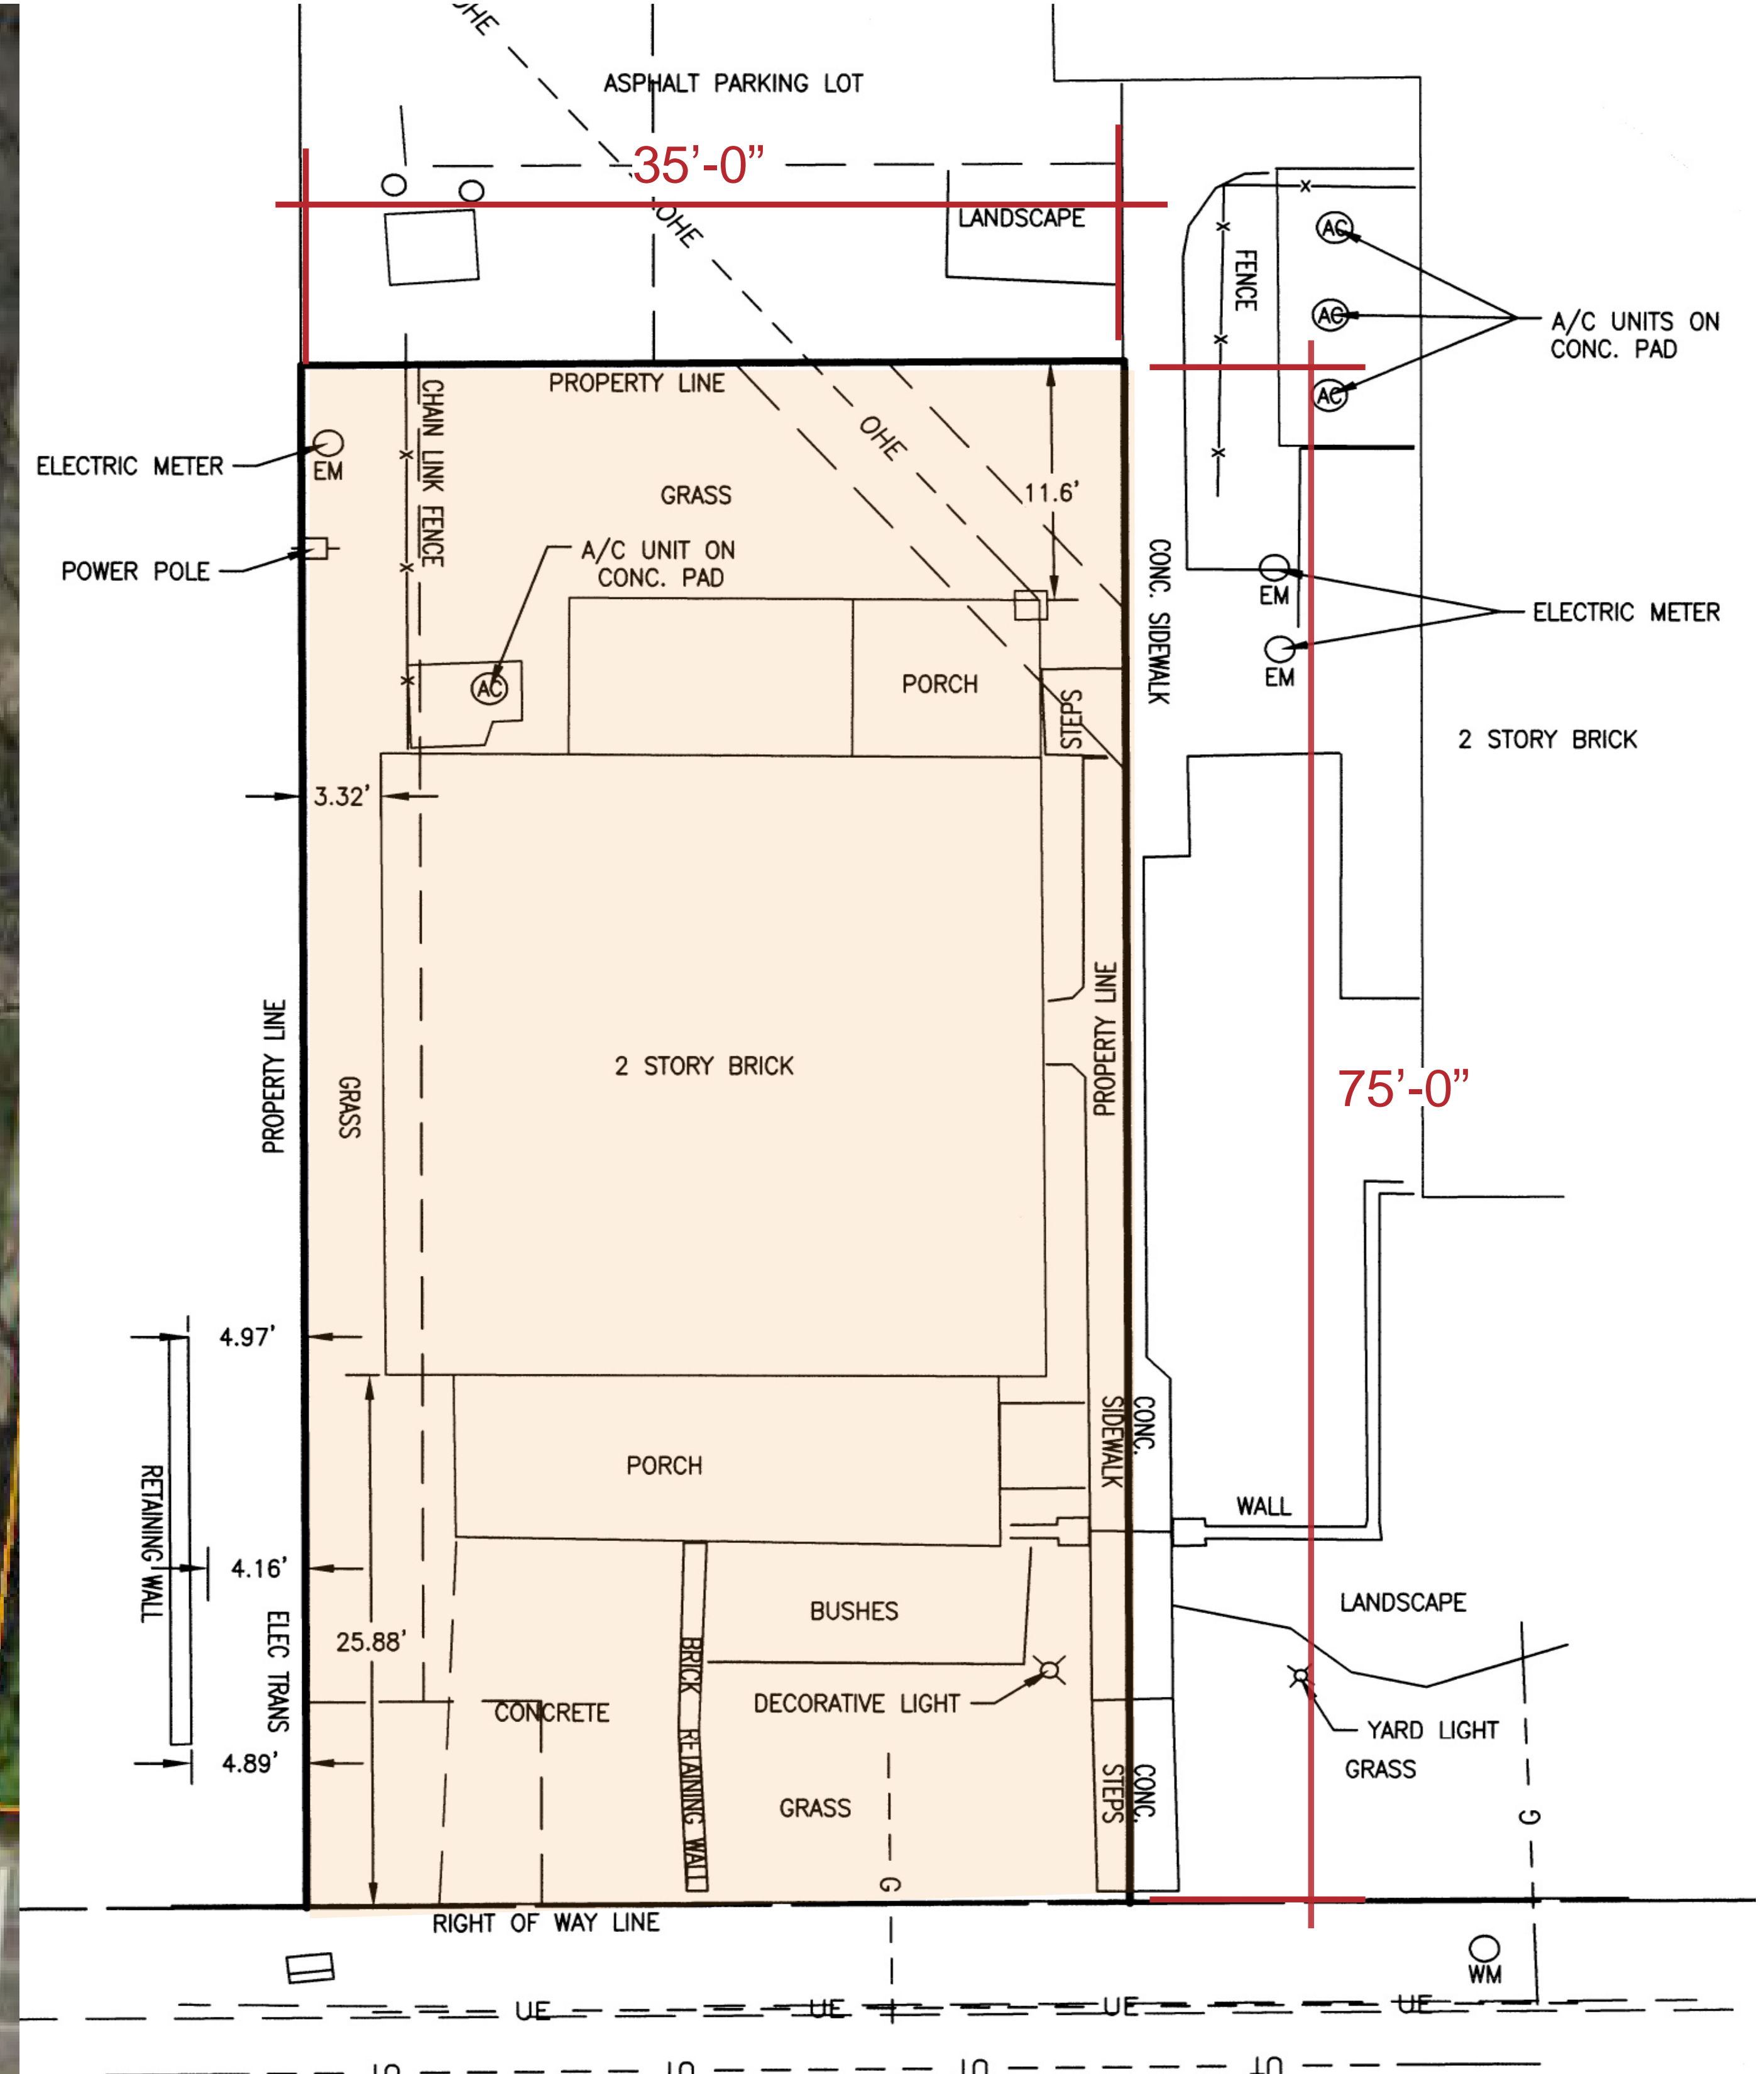 OHE
ASPHALT PARKING LOT
35’-0”
OHE
LANDSCAPE
FENCE
AC
AC
AC
A/C UNITS ON
CONC. PAD
PROPERTY LINE
CHAIN LINK FENCE
OHE
ELECTRIC METER
EM
GRASS
11.6'
POWER POLE
A/C UNIT ON
CONC. PAD
CONC. SIDEWALK
EM
ELECTRIC METER
EM
AC
PORCH
STEPS
2 STORY BRICK
3.32'
PROPERTY LINE
GRASS
2 STORY BRICK
PROPERTY LINE
75’-0”
4.97'
CONC.
SIDEWALK
RETAINING WALL
PORCH
WALL
4.16'
BUSHES
LANDSCAPE
25.88'
ELEC TRANS
BRICK RETAINING WALL
DECORATIVE LIGHT
CONCRETE
YARD LIGHT
4.89'
GRASS
CONC.
STEPS
GRASS
G
G
RIGHT OF WAY LINE
WM
UE
UE
UE
UE